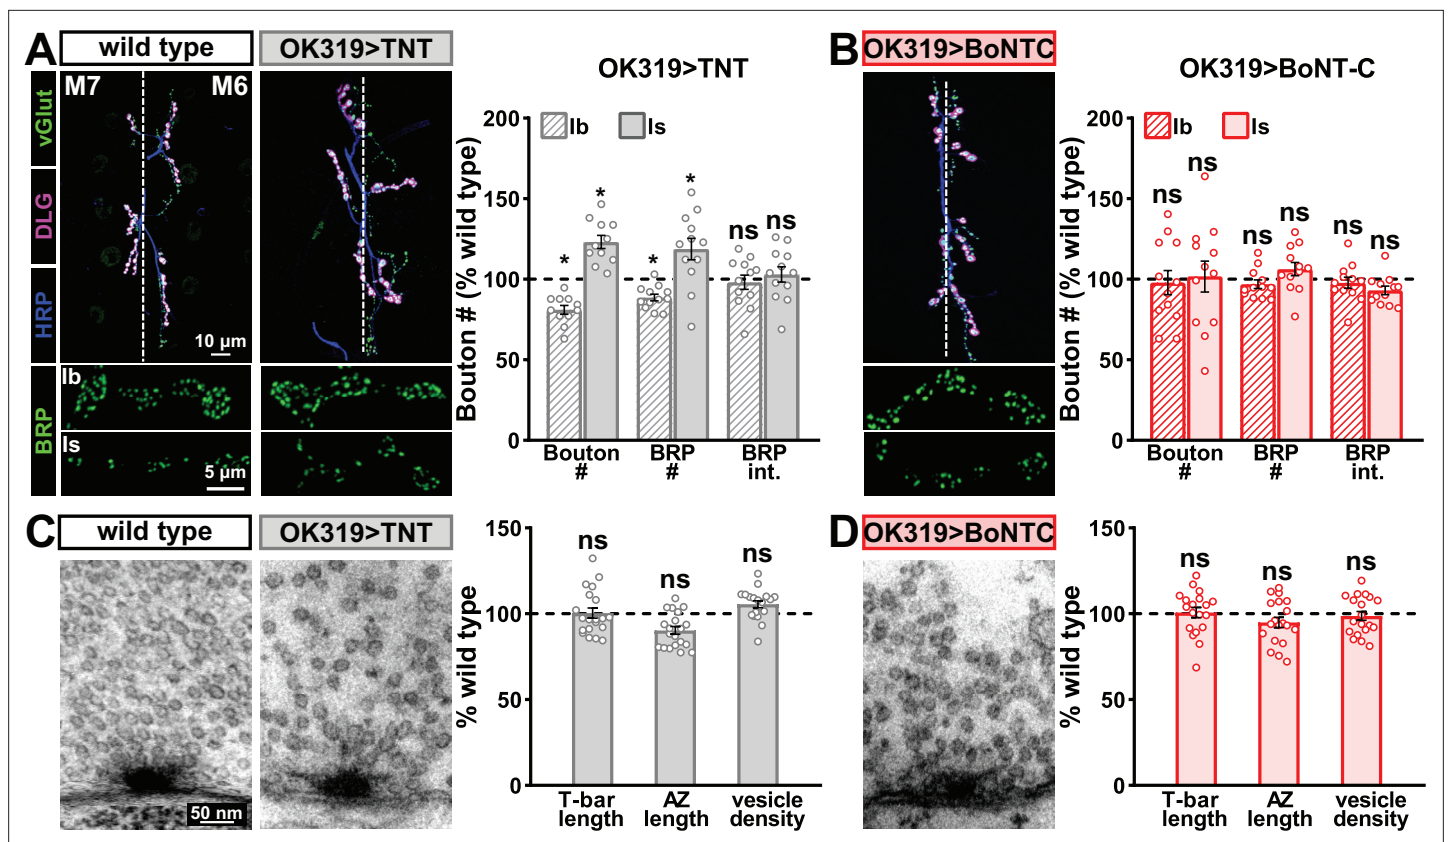 A
wild type
OK319>TNT
vGlut
DLG
HRP
BRP
M7
M6
10 µm
Ib
Is
5 µm
OK319>TNT
Ib
Is
Bouton # (% wild type)
200
150
100
50
0
*
*
*
*
ns
ns
Bouton
#
BRP
#
BRP
int.
B
OK319>BoNTC
OK319>BoNT-C
Ib
Is
Bouton # (% wild type)
200
150
100
50
0
ns
ns
ns
ns
ns
ns
Bouton
#
BRP
#
BRP
int.
C
wild type
OK319>TNT
50 nm
% wild type
150
100
50
0
ns
ns
ns
T-bar
length
AZ
length
vesicle
density
D
OK319>BoNTC
% wild type
150
100
50
0
ns
ns
ns
T-bar
length
AZ
length
vesicle
density